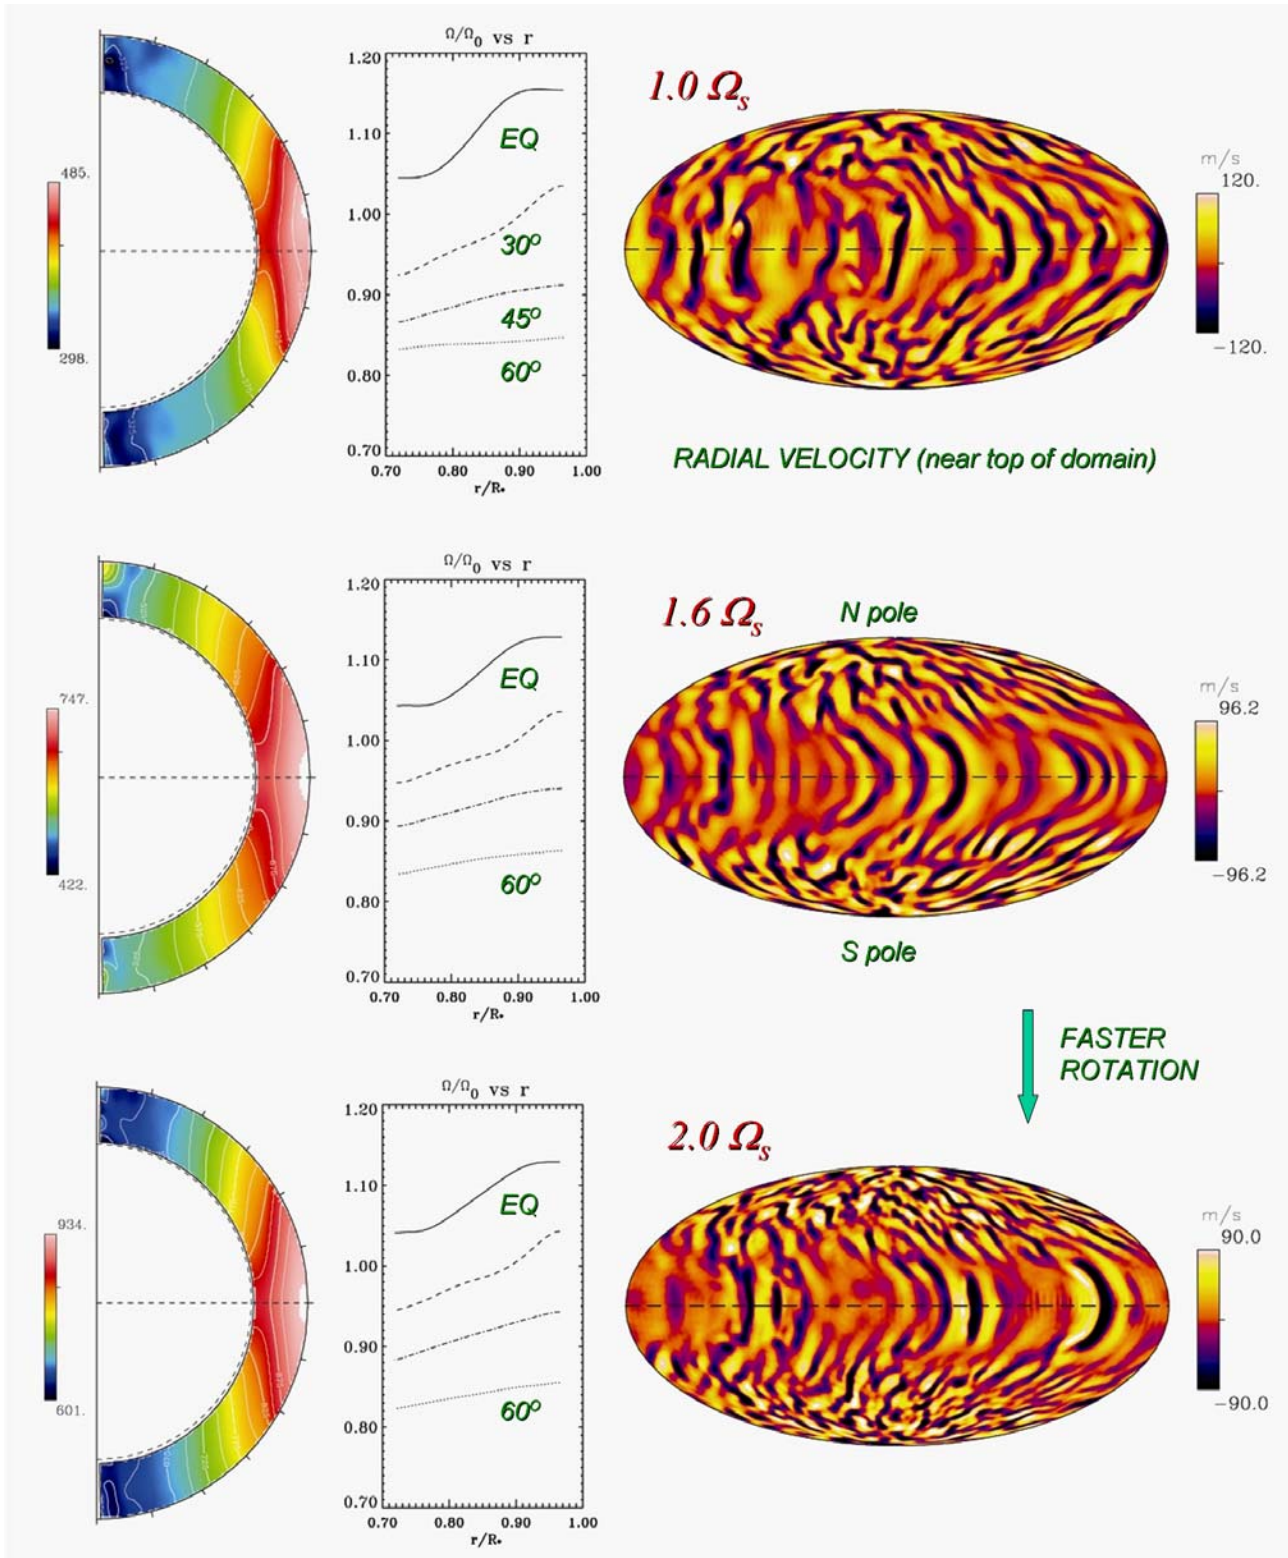 Ω/Ω₀ vs r
1.20
1.10
1.00
0.90
0.80
0.70
EQ
30°
45°
60°
0.70 0.80 0.90 1.00
r/R*
485.
298.
1.0 Ωₛ
m/s
120.
-120.
RADIAL VELOCITY (near top of domain)
Ω/Ω₀ vs r
1.20
1.10
1.00
0.90
0.80
0.70
EQ
60°
0.70 0.80 0.90 1.00
r/R*
747.
422.
1.6 Ωₛ
N pole
m/s
96.2
-96.2
S pole
FASTER
ROTATION
Ω/Ω₀ vs r
1.20
1.10
1.00
0.90
0.80
0.70
EQ
60°
0.70 0.80 0.90 1.00
r/R*
934.
601.
2.0 Ωₛ
m/s
90.0
-90.0